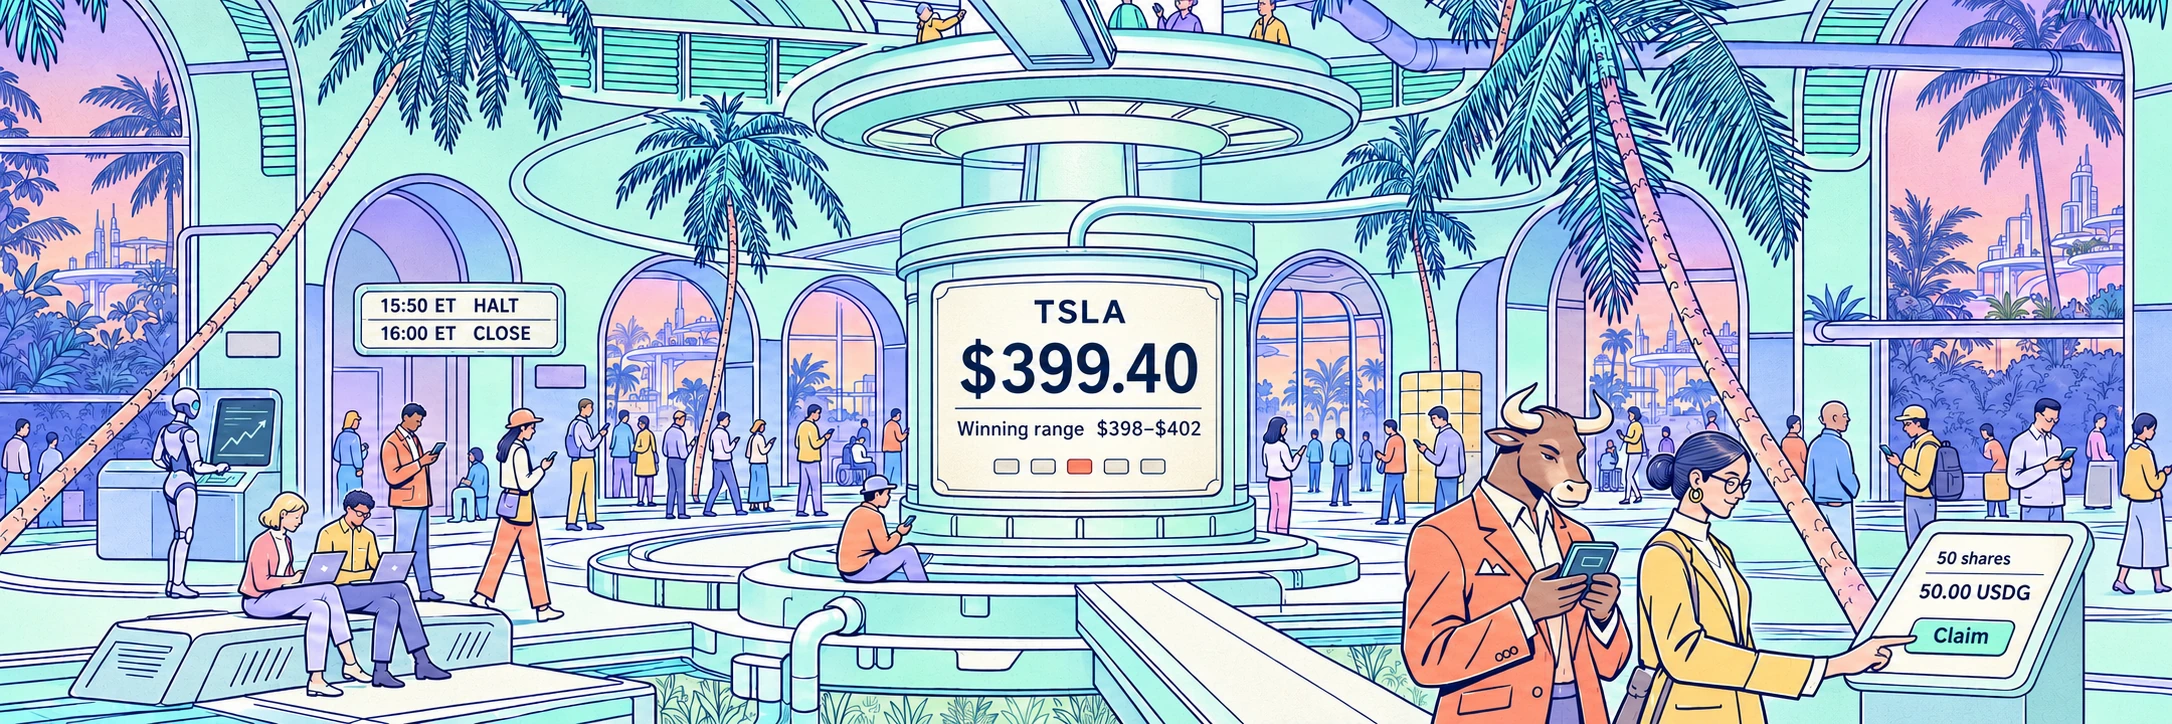 15:50 ET HALT
16:00 ET CLOSE
TSLA
$399.40
Winning range $398–$402
50 shares
50.00 USDG
Claim